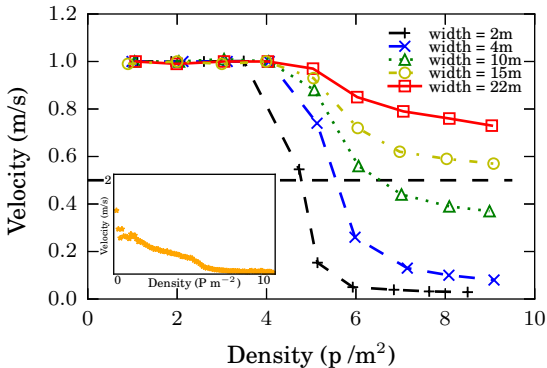 1.2
1.0
0.8
0.6
0.4
0.2
0.0
Velocity (m/s)
width = 2m
width = 4m
width = 10m
width = 15m
width = 22m
2
Velocity (m/s)
0
10
Density (P m⁻²)
0
2
4
6
8
10
Density (p /m²)